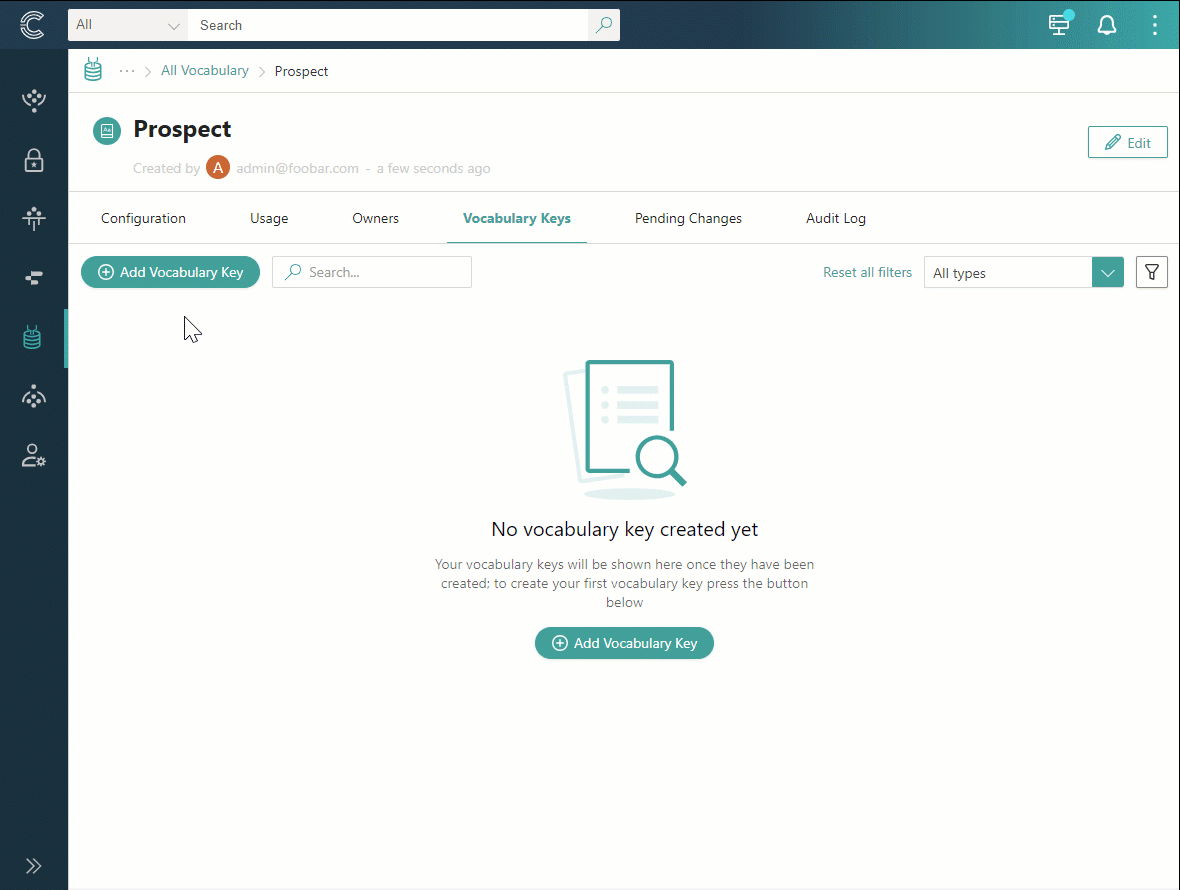 All Search
··· > All Vocabulary > Prospect
Prospect
Edit
Created by A admin@foobar.com - a few seconds ago
Configuration Usage Owners Vocabulary Keys Pending Changes Audit Log
Add Vocabulary Key Search... Reset all filters All types
No vocabulary key created yet
Your vocabulary keys will be shown here once they have been
created; to create your first vocabulary key press the button
below
Add Vocabulary Key